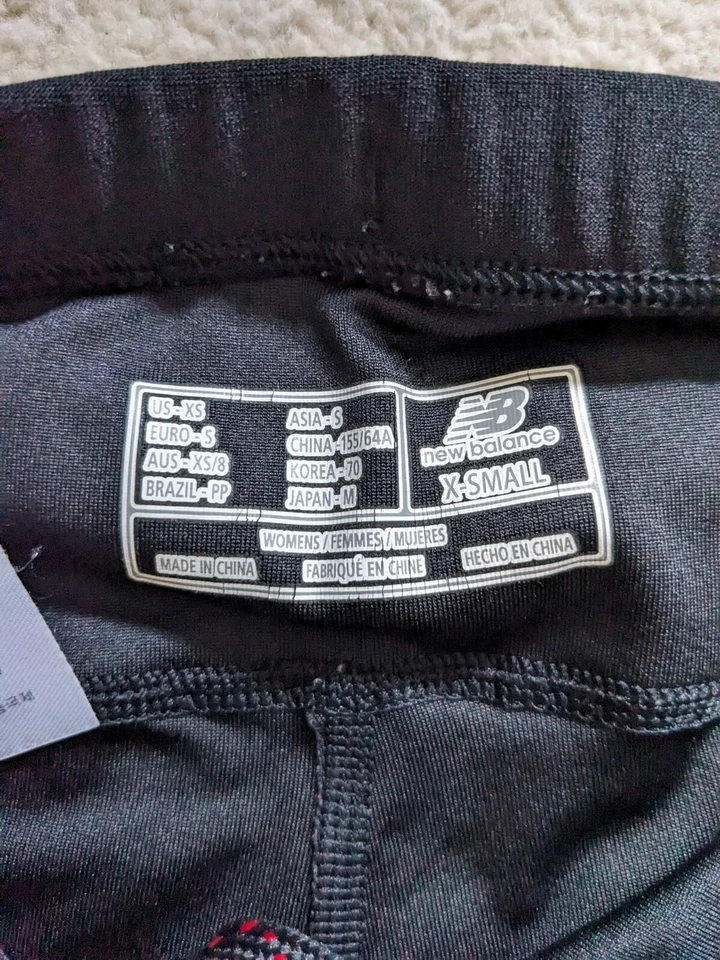 US-XS
EURO-S
AUS-XS/8
BRAZIL-PP
ASIA-S
CHINA-155/64A
KOREA-70
JAPAN-M
NB
new balance
X-SMALL
WOMENS / FEMMES / MUJERES
MADE IN CHINA
FABRIQUÉ EN CHINE
HECHO EN CHINA